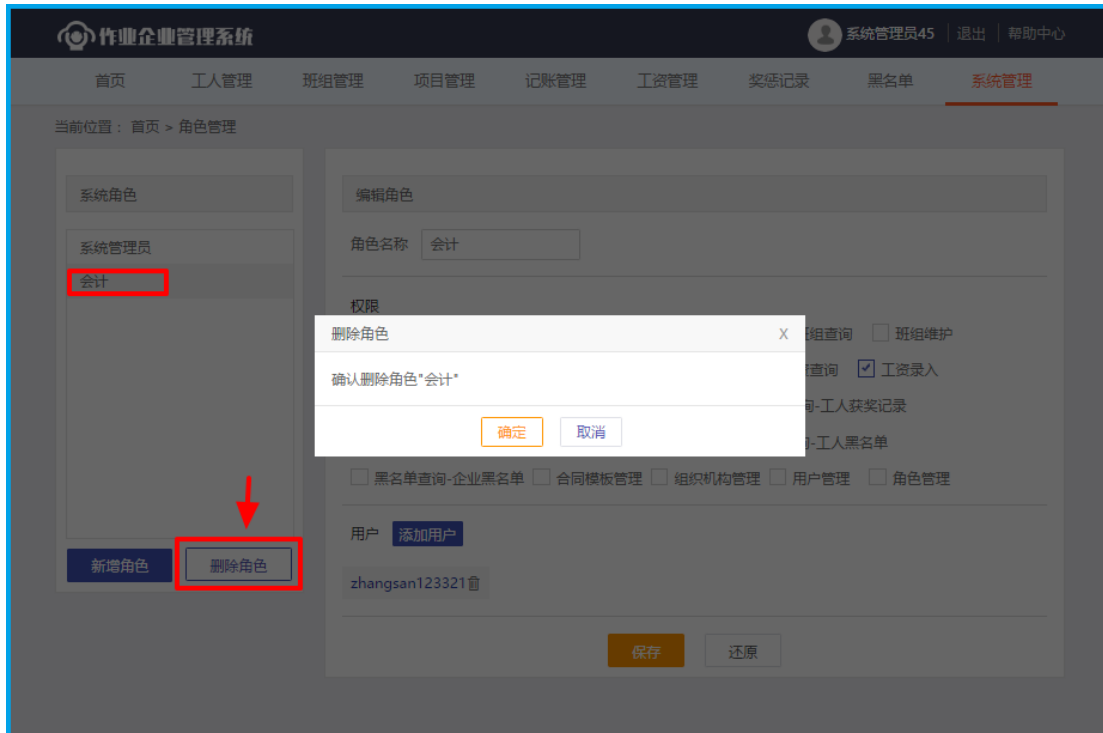 作业企业管理系统
系统管理员45 退出 帮助中心
首页 工人管理 班组管理 项目管理 记账管理 工资管理 奖惩记录 黑名单 系统管理
当前位置： 首页 > 角色管理
系统角色
系统管理员
会计
新增角色 删除角色
编辑角色
角色名称 会计
权限
组查询 班组维护
查询 工资录入
-工人获奖记录
-工人黑名单
黑名单查询-企业黑名单 合同模板管理 组织机构管理 用户管理 角色管理
用户 添加用户
zhangsan123321
保存 还原
删除角色 X
确认删除角色"会计"
确定 取消